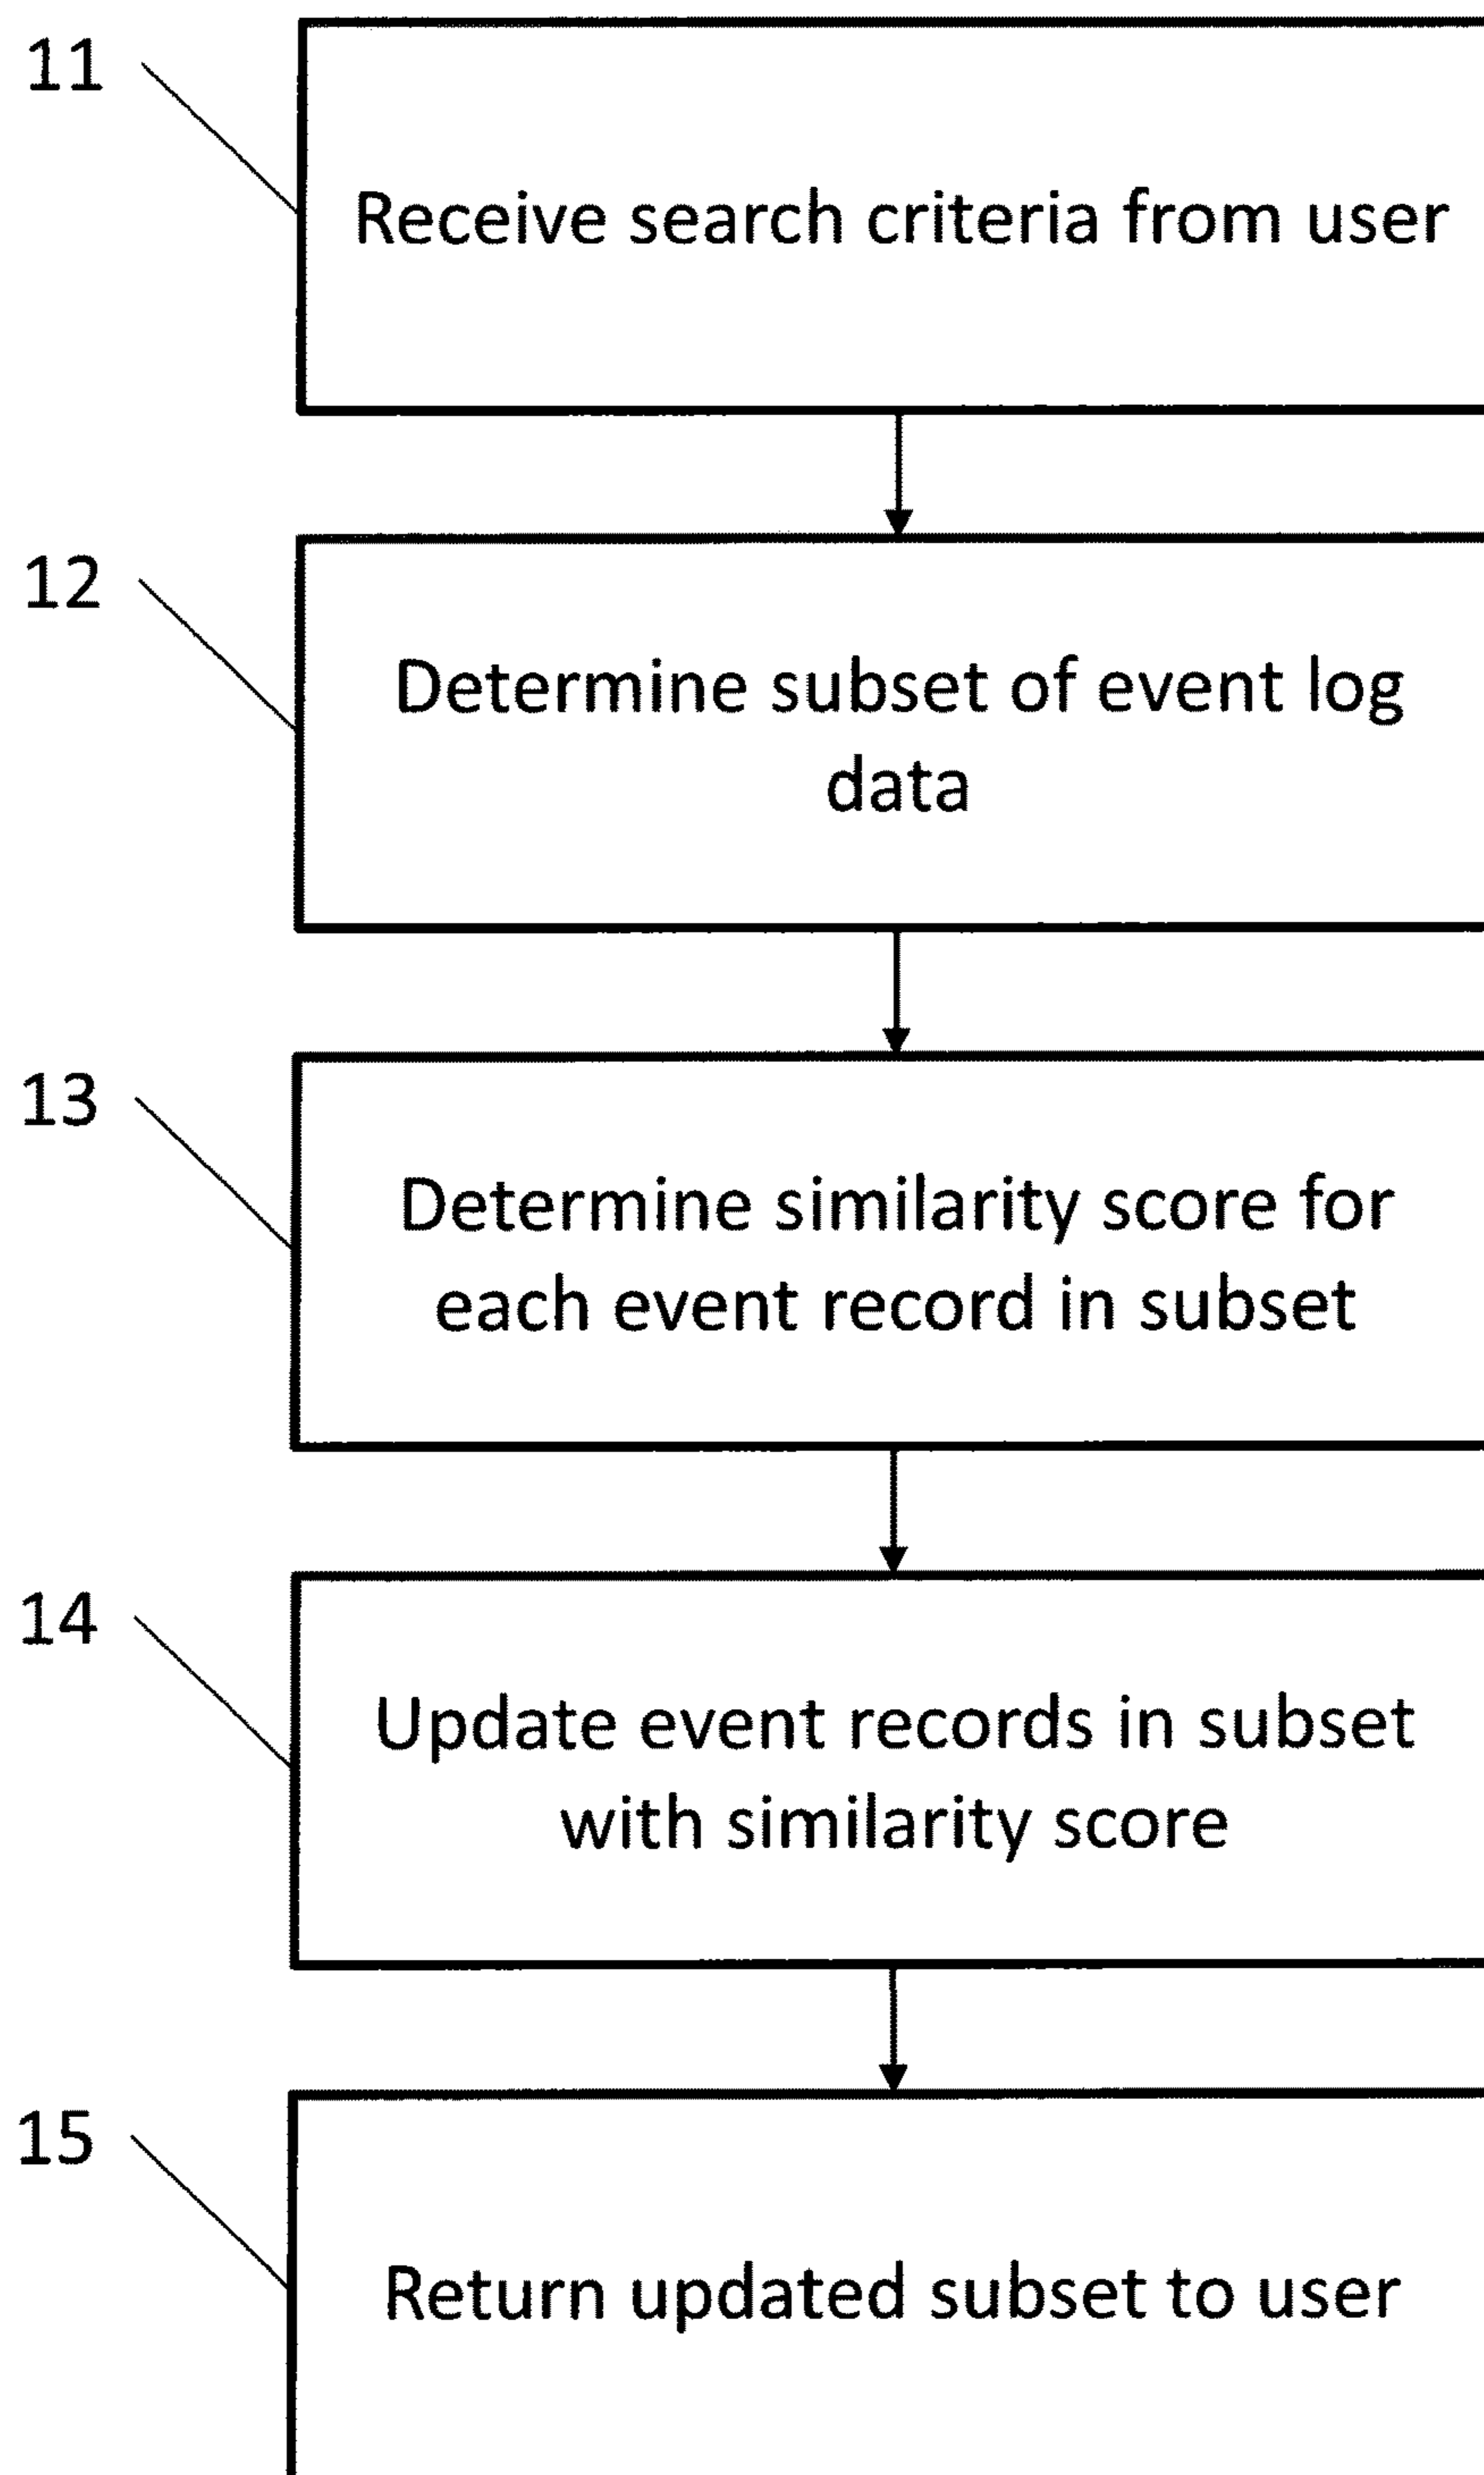 11
Receive search criteria from user
12
Determine subset of event log
data
13
Determine similarity score for
each event record in subset
14
Update event records in subset
with similarity score
15
Return updated subset to user